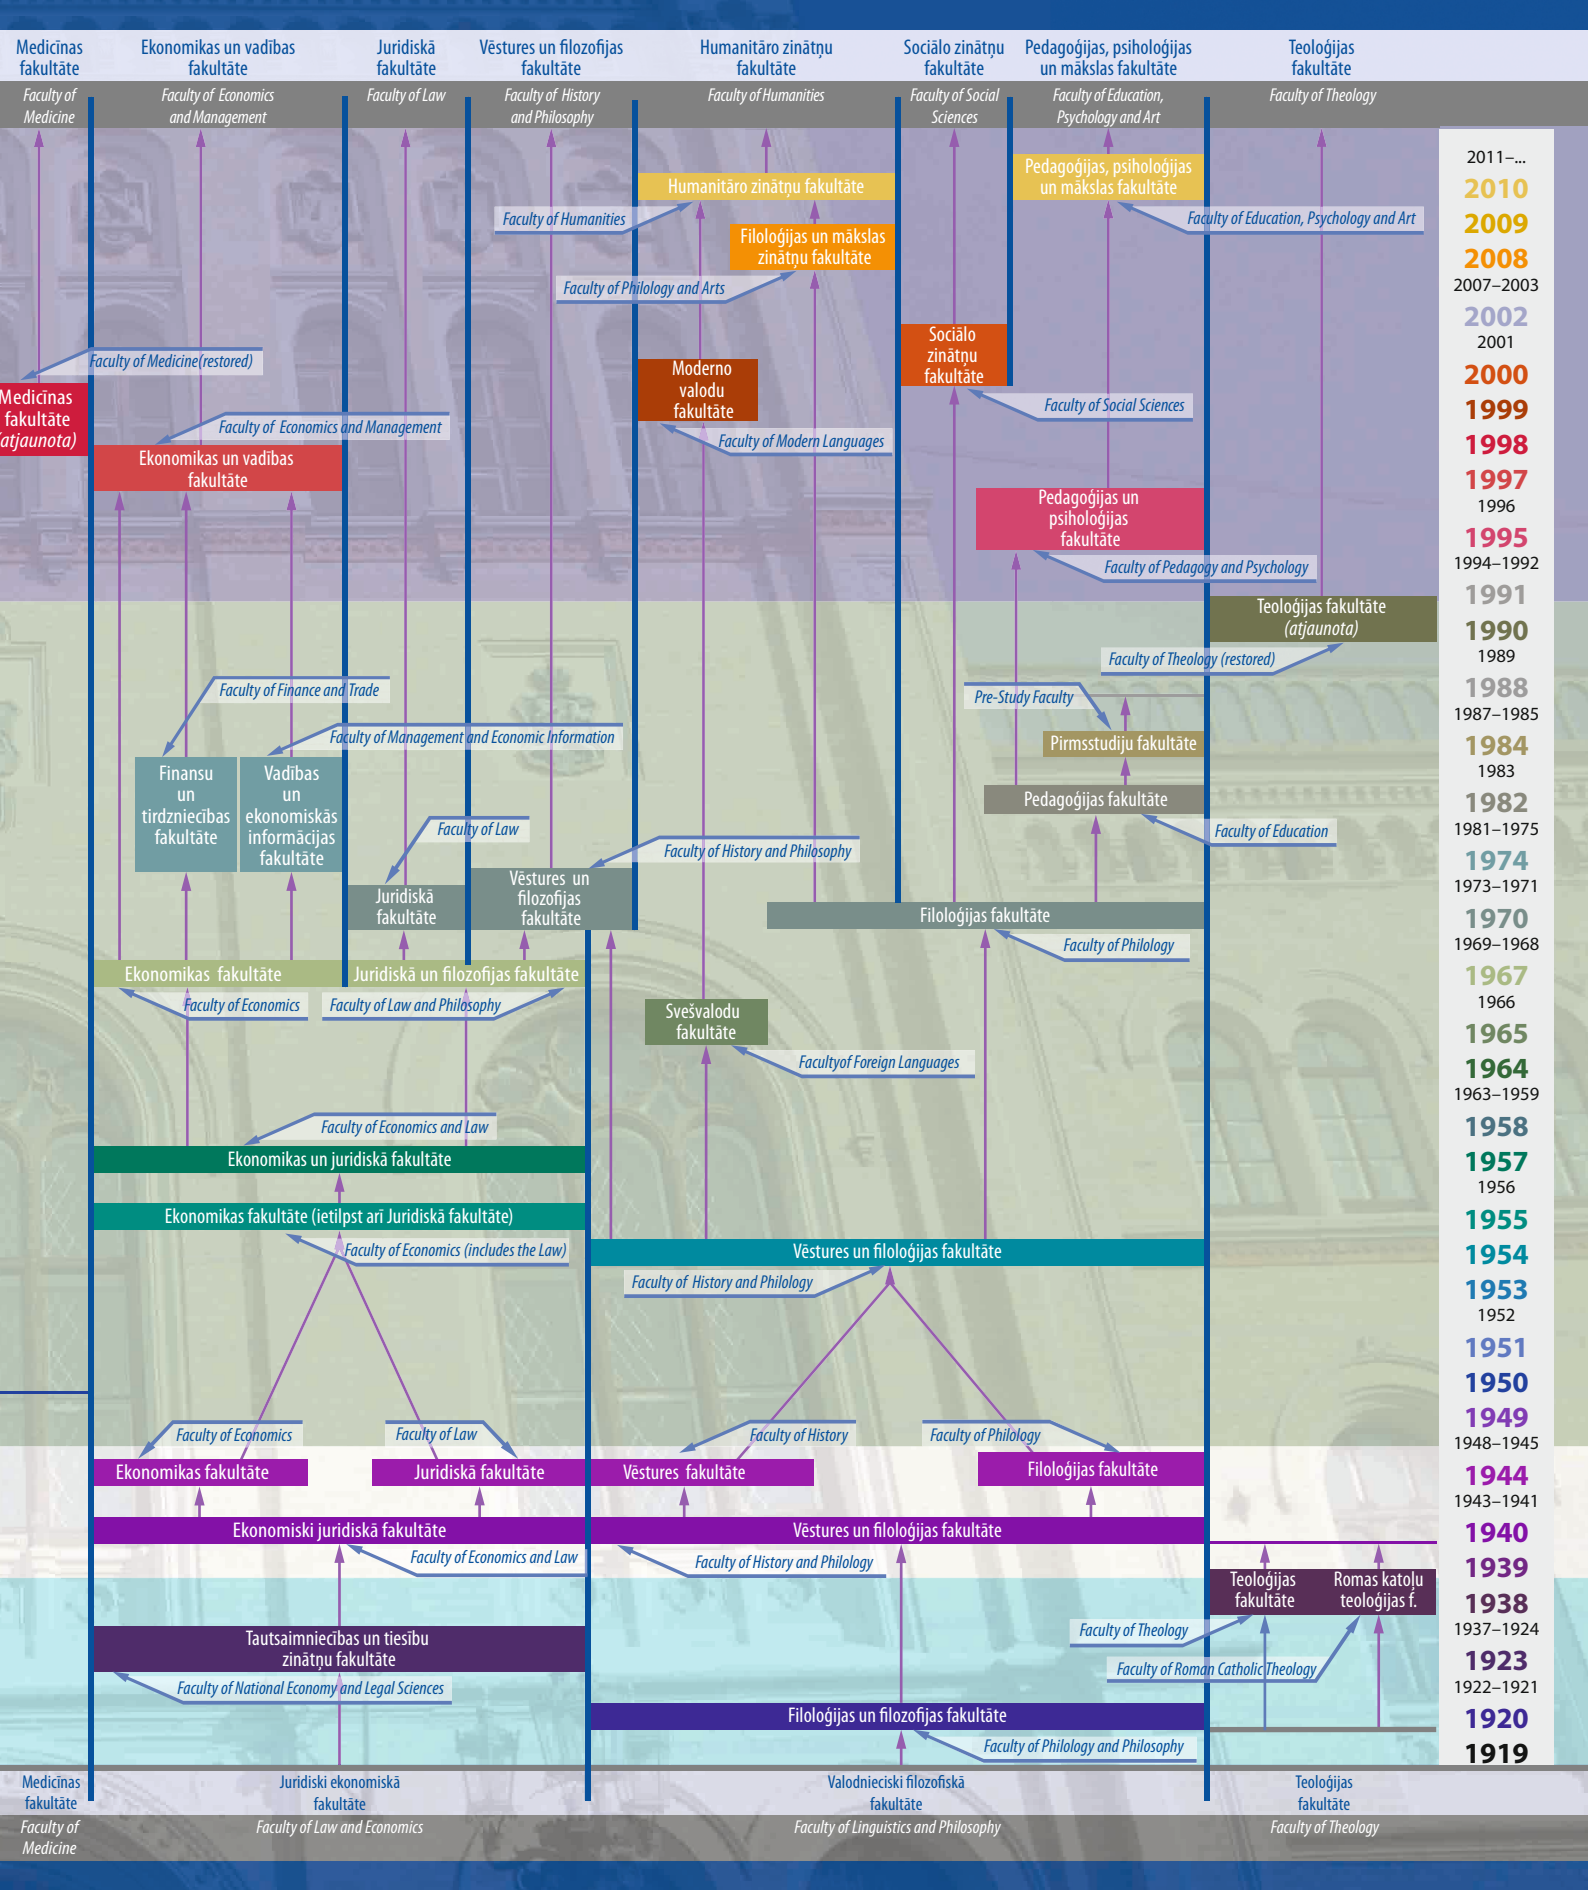 Medicīnas
fakultāte
Ekonomikas un vadības
fakultāte
Juridiskā
fakultāte
Vēstures un filozofijas
fakultāte
Humanitāro zinātņu
fakultāte
Sociālo zinātņu
fakultāte
Pedagoģijas, psiholoģijas
un mākslas fakultāte
Teoloģijas
fakultāte
Faculty of
Medicine
Faculty of Economics
and Management
Faculty of Law
Faculty of History
and Philosophy
Faculty of Humanities
Faculty of Social
Sciences
Faculty of Education,
Psychology and Art
Faculty of Theology
Humanitāro zinātņu fakultāte
Pedagoģijas, psiholoģijas
un mākslas fakultāte
Faculty of Humanities
Faculty of Education, Psychology and Art
Filoloģijas un mākslas
zinātņu fakultāte
Faculty of Philology and Arts
Sociālo
zinātņu
fakultāte
Faculty of Medicine(restored)
Moderno
valodu
fakultāte
Medicīnas
fakultāte
(atjaunota)
Faculty of Social Sciences
Faculty of Economics and Management
Faculty of Modern Languages
Ekonomikas un vadības
fakultāte
Pedagoģijas un
psiholoģijas
fakultāte
Faculty of Pedagogy and Psychology
Teoloģijas fakultāte
(atjaunota)
Faculty of Theology (restored)
Faculty of Finance and Trade
Pre-Study Faculty
Faculty of Management and Economic Information
Pirmsstudiju fakultāte
Finansu
un
tirdzniecības
fakultāte
Vadības
un
ekonomiskās
informācijas
fakultāte
Pedagoģijas fakultāte
Faculty of Law
Faculty of Education
Faculty of History and Philosophy
Juridiskā
fakultāte
Vēstures un
filozofijas
fakultāte
Filoloģijas fakultāte
Faculty of Philology
Ekonomikas fakultāte
Juridiskā un filozofijas fakultāte
Faculty of Economics
Faculty of Law and Philosophy
Svešvalodu
fakultāte
Facultyof Foreign Languages
Faculty of Economics and Law
Ekonomikas un juridiskā fakultāte
Ekonomikas fakultāte (ietilpst arī Juridiskā fakultāte)
Faculty of Economics (includes the Law)
Vēstures un filoloģijas fakultāte
Faculty of History and Philology
Faculty of Economics
Faculty of Law
Faculty of History
Faculty of Philology
Ekonomikas fakultāte
Juridiskā fakultāte
Vēstures fakultāte
Filoloģijas fakultāte
Ekonomiski juridiskā fakultāte
Vēstures un filoloģijas fakultāte
Faculty of Economics and Law
Faculty of History and Philology
Teoloģijas
fakultāte
Romas katoļu
teoloģijas f.
Faculty of Theology
Tautsaimniecības un tiesību
zinātņu fakultāte
Faculty of Roman Catholic Theology
Faculty of National Economy and Legal Sciences
Filoloģijas un filozofijas fakultāte
Faculty of Philology and Philosophy
2011–...
2010
2009
2008
2007–2003
2002
2001
2000
1999
1998
1997
1996
1995
1994–1992
1991
1990
1989
1988
1987–1985
1984
1983
1982
1981–1975
1974
1973–1971
1970
1969–1968
1967
1966
1965
1964
1963–1959
1958
1957
1956
1955
1954
1953
1952
1951
1950
1949
1948–1945
1944
1943–1941
1940
1939
1938
1937–1924
1923
1922–1921
1920
1919
Medicīnas
fakultāte
Juridiski ekonomiskā
fakultāte
Valodnieciski filozofiskā
fakultāte
Teoloģijas
fakultāte
Faculty of
Medicine
Faculty of Law and Economics
Faculty of Linguistics and Philosophy
Faculty of Theology